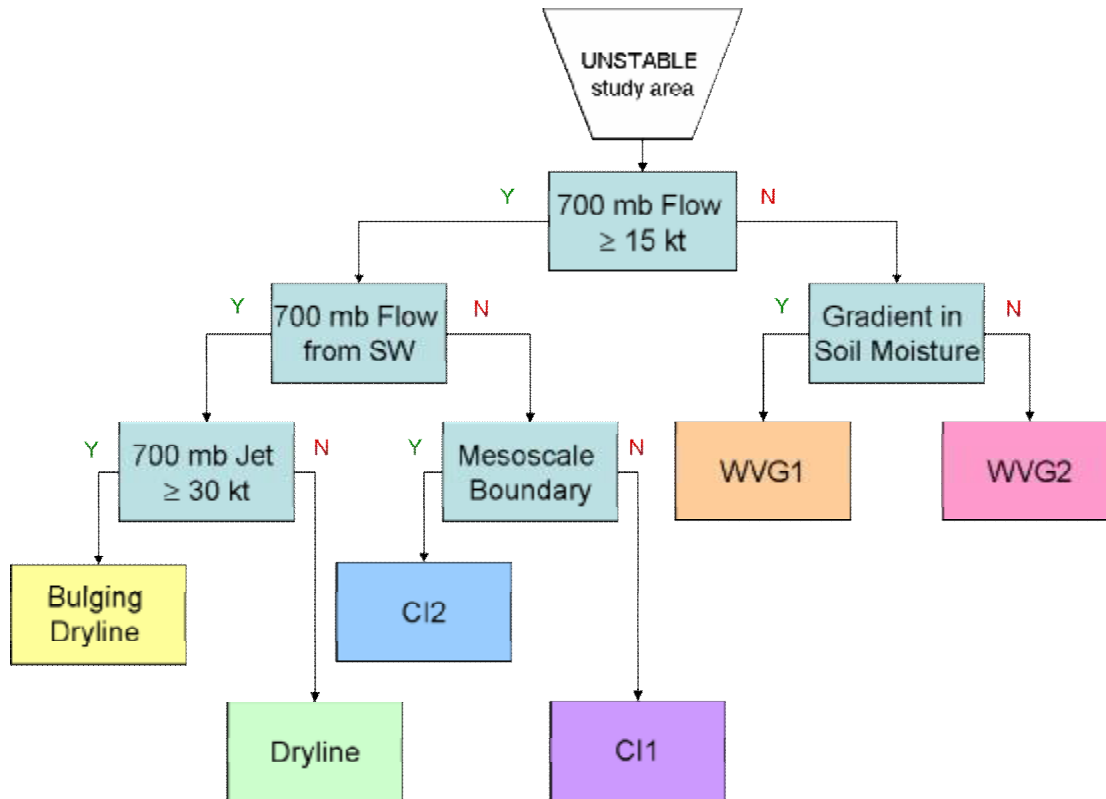 UNSTABLE
study area
Y
N
700 mb Flow
≥ 15 kt
Y
N
700 mb Flow
from SW
Y
N
Gradient in
Soil Moisture
Y
N
700 mb Jet
≥ 30 kt
Y
N
Mesoscale
Boundary
WVG1
WVG2
Bulging
Dryline
CI2
Dryline
CI1